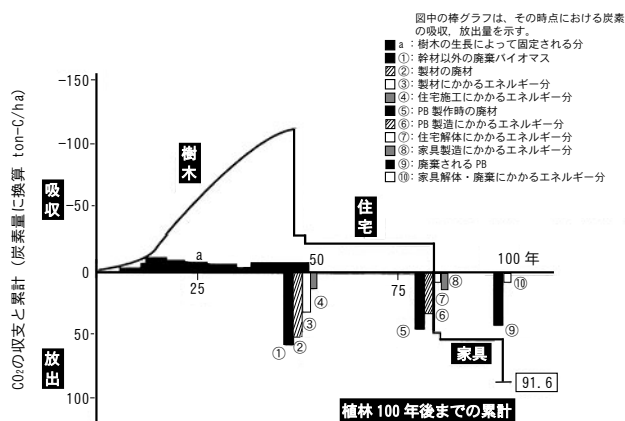 図中の棒グラフは、その時点における炭素
の吸収、放出量を示す。
a：樹木の生長によって固定される分
①：幹材以外の廃棄バイオマス
②：製材の廃材
③：製材にかかるエネルギー分
④：住宅施工にかかるエネルギー分
⑤：PB製作時の廃材
⑥：PB製造にかかるエネルギー分
⑦：住宅解体にかかるエネルギー分
⑧：家具製造にかかるエネルギー分
⑨：廃棄されるPB
⑩：家具解体・廃棄にかかるエネルギー分
CO₂の収支と累計（炭素量に換算 ton-C/ha）
吸収
放出
-150
-100
-50
0
50
100
樹木
住宅
家具
a
25
50
75
100 年
①
②
③
④
⑤
⑥
⑦
⑧
⑨
⑩
91.6
植林100年後までの累計